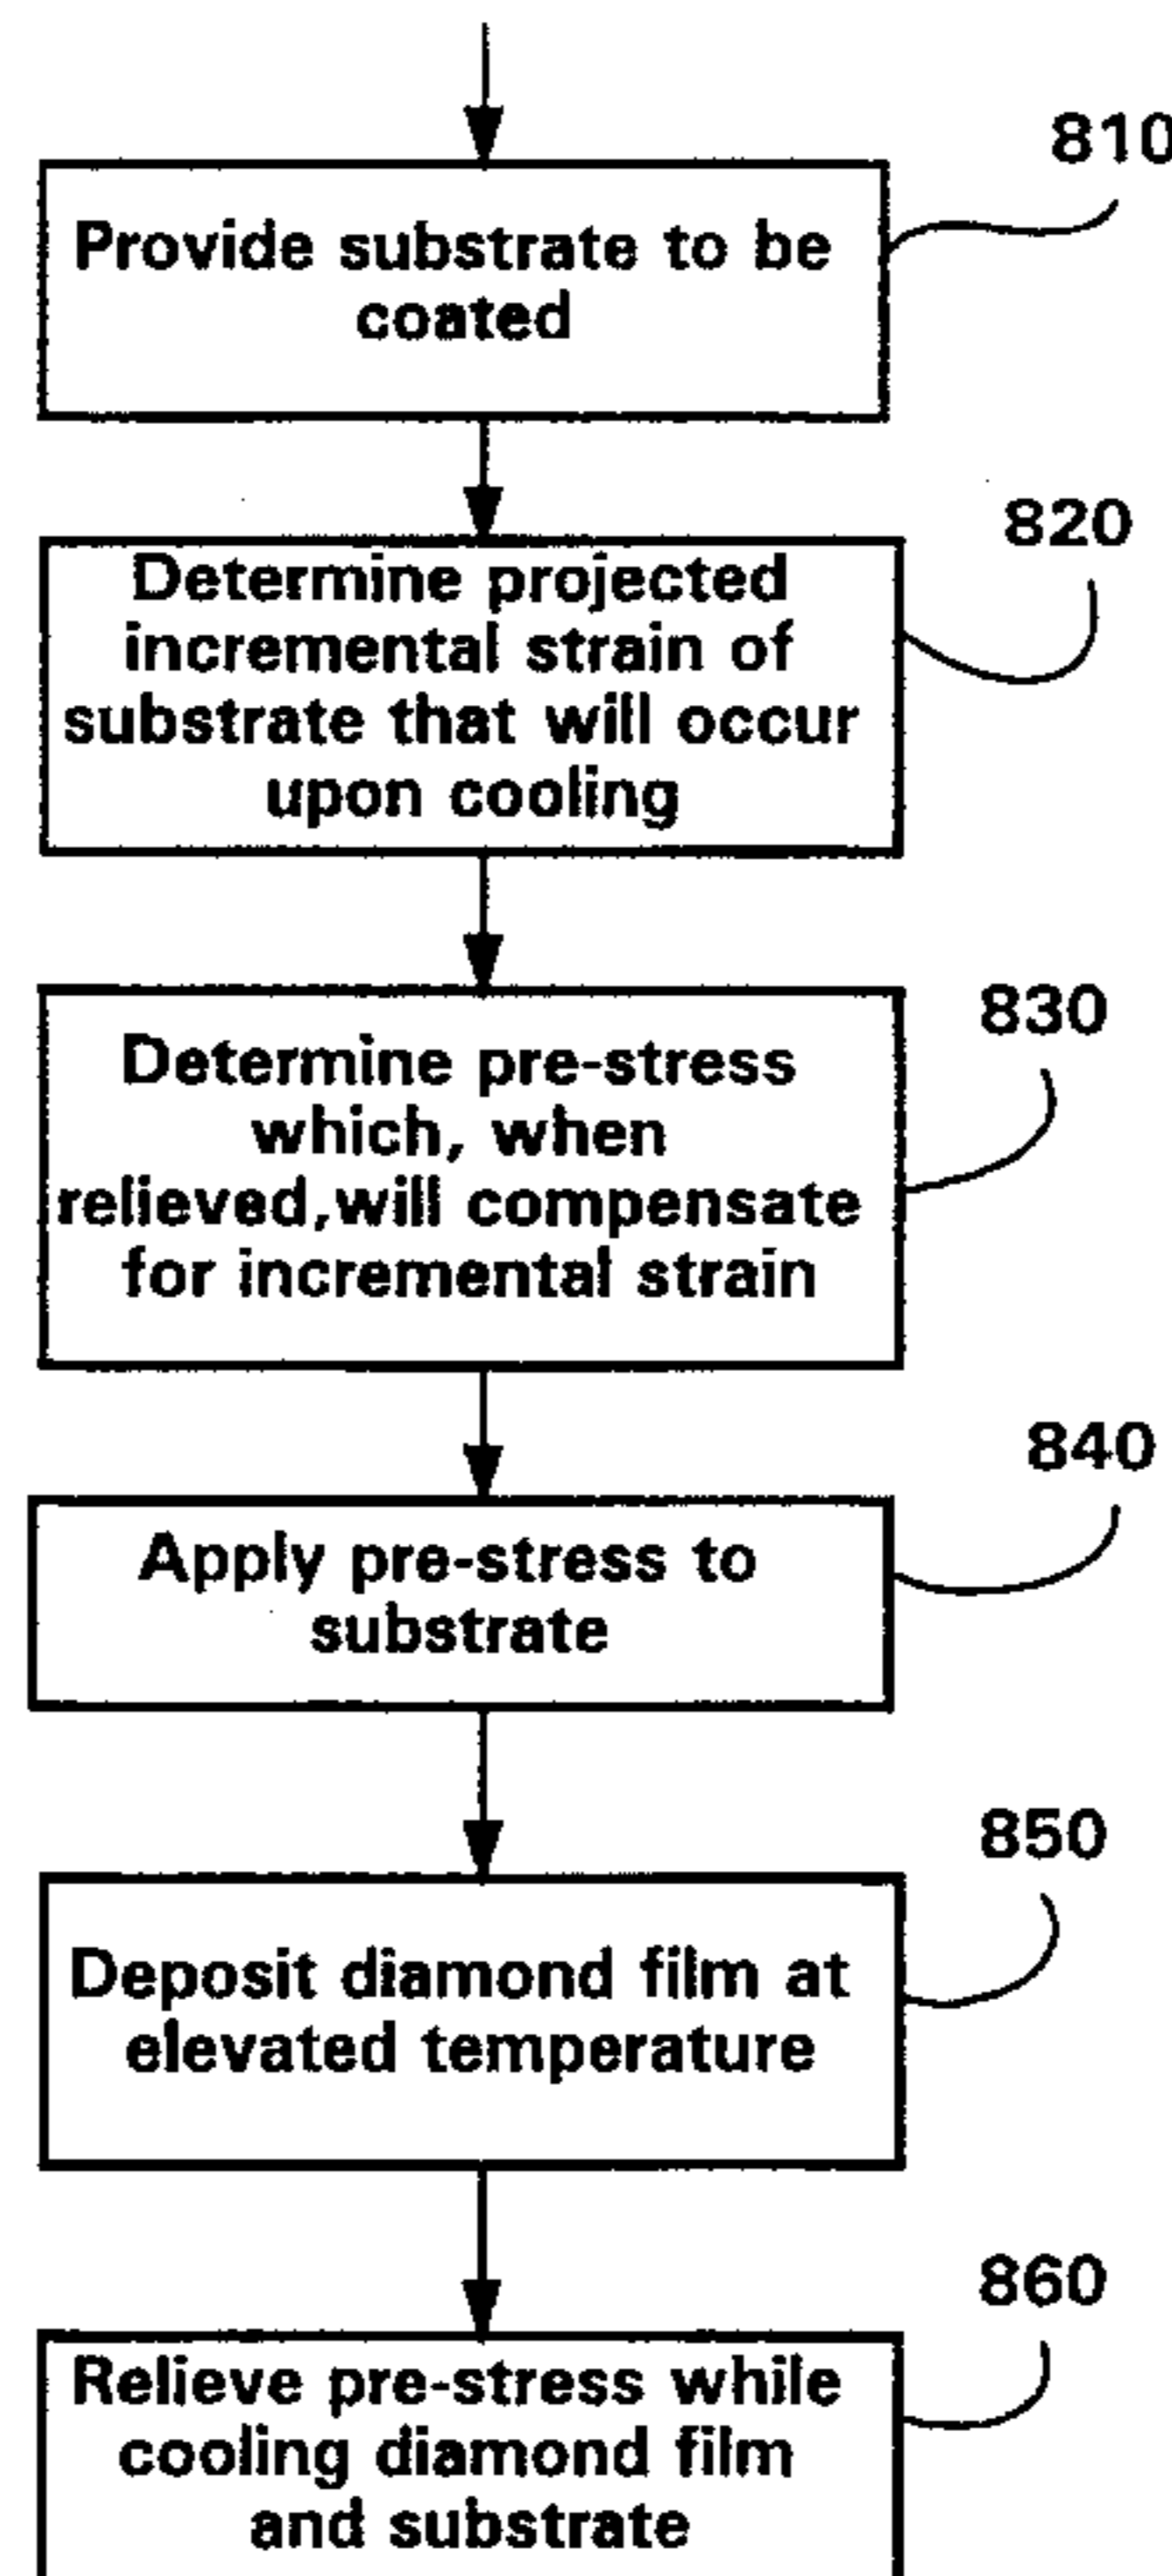 810
Provide substrate to be
coated
820
Determine projected
incremental strain of
substrate that will occur
upon cooling
830
Determine pre-stress
which, when
relieved,will compensate
for incremental strain
840
Apply pre-stress to
substrate
850
Deposit diamond film at
elevated temperature
860
Relieve pre-stress while
cooling diamond film
and substrate